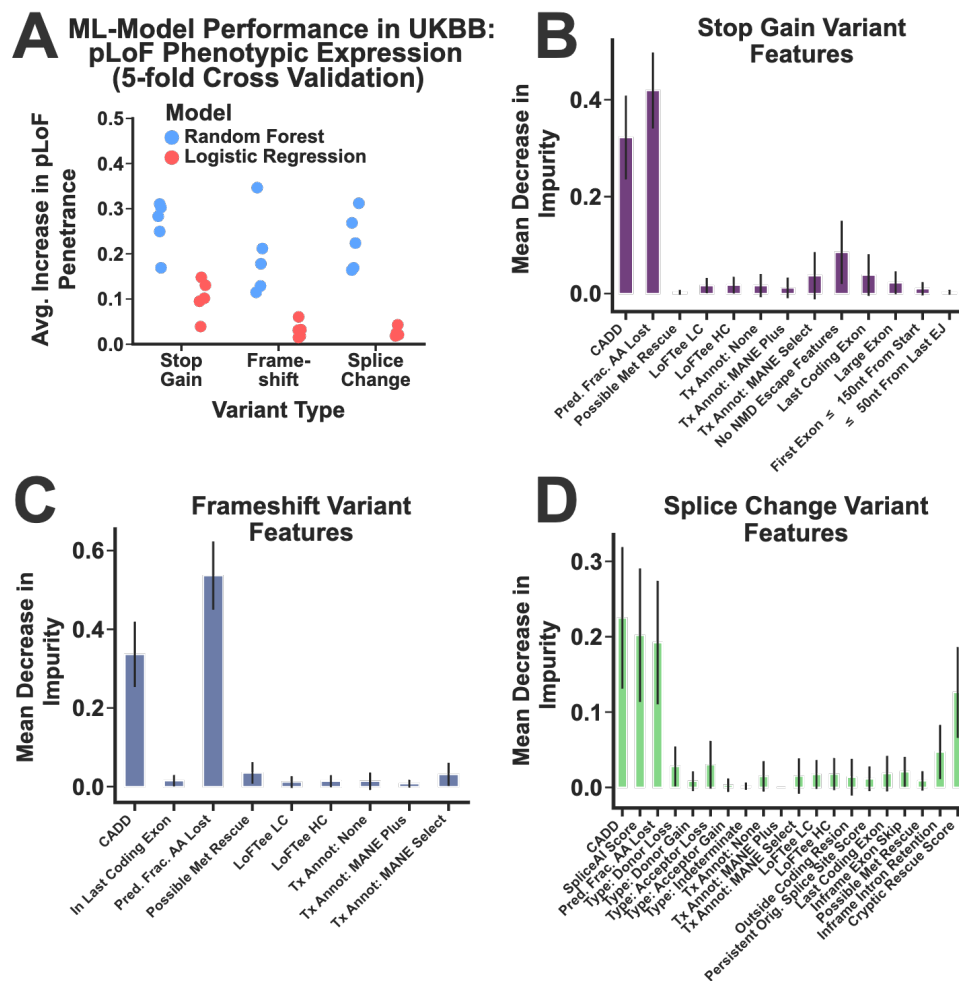 A
ML-Model Performance in UKBB:
pLoF Phenotypic Expression
(5-fold Cross Validation)
Model
Random Forest
Logistic Regression
Avg. Increase in pLoF
Penetrance
0.5
0.4
0.3
0.2
0.1
0.0
Stop
Gain
Frame-
shift
Splice
Change
Variant Type
B
Stop Gain Variant
Features
Mean Decrease in
Impurity
0.4
0.2
0.0
CADD
Pred. Frac. AA Lost
Possible Met Rescue
LoFTee LC
LoFTee HC
Tx Annot: None
Tx Annot: MANE Plus
Tx Annot: MANE Select
No NMD Escape Features
Last Coding Exon
Large Exon
First Exon ≤ 150nt From Start
≤ 50nt From Last EJ
C
Frameshift Variant
Features
Mean Decrease in
Impurity
0.6
0.4
0.2
0.0
CADD
In Last Coding Exon
Pred. Frac. AA Lost
Possible Met Rescue
LoFTee LC
LoFTee HC
Tx Annot: None
Tx Annot: MANE Plus
Tx Annot: MANE Select
D
Splice Change Variant
Features
Mean Decrease in
Impurity
0.3
0.2
0.1
0.0
CADD
SpliceAI Score
Pred. Frac. AA Lost
Type: Donor Loss
Type: Donor Gain
Type: Acceptor Loss
Type: Acceptor Gain
Type: Indeterminate
Tx Annot: None
Tx Annot: MANE Plus
Tx Annot: MANE Select
LoFTee LC
LoFTee HC
Outside Coding Region
Persistent Orig. Splice Site Score
Last Coding Exon
Inframe Exon Skip
Possible Met Rescue
Inframe Intron Retention
Cryptic Rescue Score